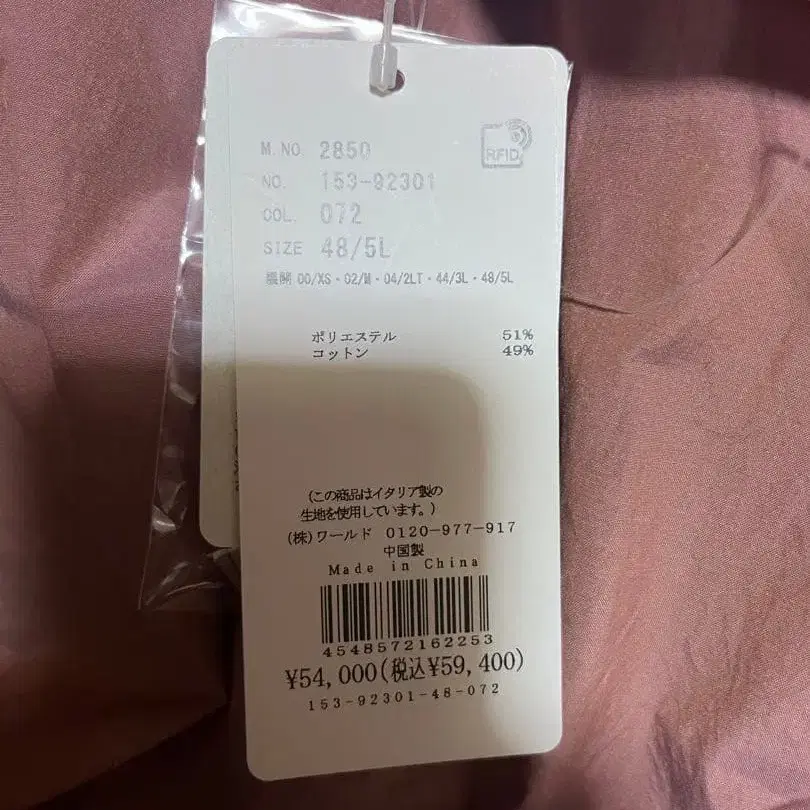 RFID
M.NO. 2850
NO. 153-92301
COL. 072
SIZE 48/5L
展開 00/XS・02/M・04/2LT・44/3L・48/5L
ポリエステル 51%
コットン 49%
(この商品はイタリア製の
生地を使用しています。)
(株)ワールド 0120-977-917
中国製
Made in China
4548572162253
¥54,000(税込¥59,400)
153-92301-48-072